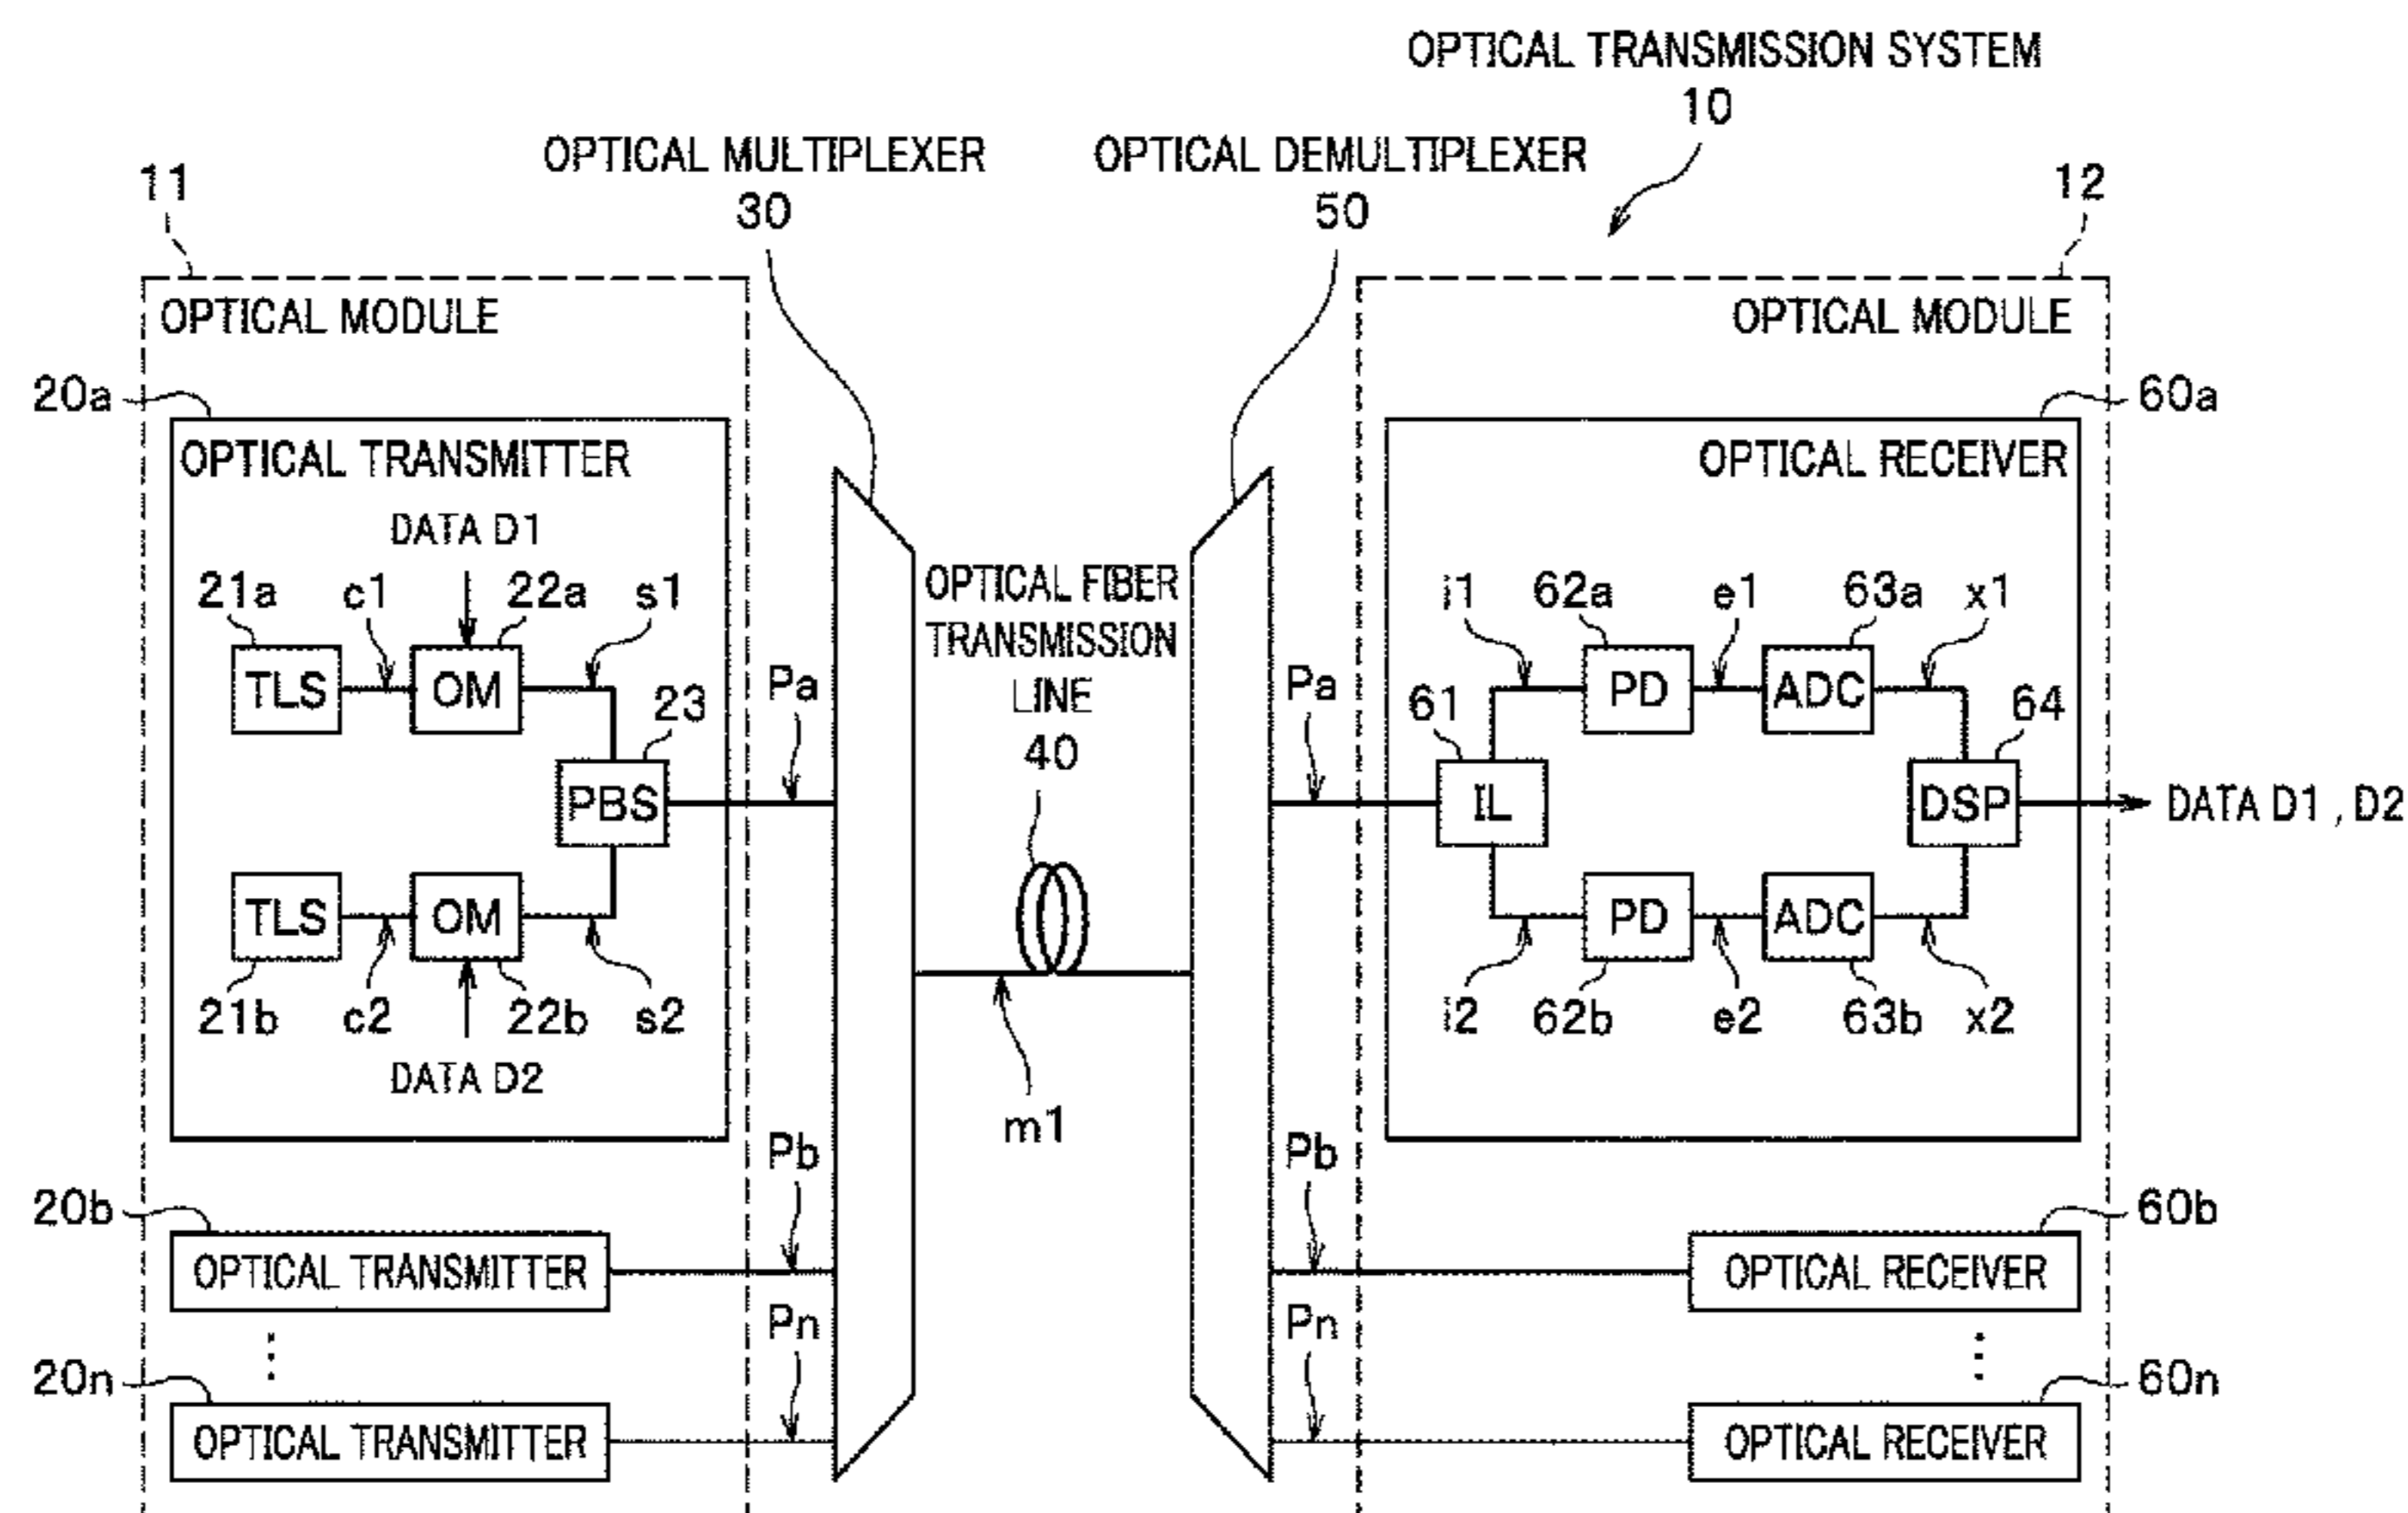 OPTICAL TRANSMISSION SYSTEM
10
OPTICAL MULTIPLEXER
30
OPTICAL DEMULTIPLEXER
50
11
12
OPTICAL MODULE
OPTICAL MODULE
20a
60a
OPTICAL TRANSMITTER
OPTICAL RECEIVER
DATA D1
21a c1 22a s1
OPTICAL FIBER
TRANSMISSION
LINE
40
i1 62a e1 63a x1
TLS OM
23
Pa
Pa
61
PD ADC
64
PBS
IL
DSP
DATA D1 , D2
TLS OM
PD ADC
21b c2 22b s2
i2 62b e2 63b x2
DATA D2
m1
Pb
Pb
20b
60b
OPTICAL TRANSMITTER
OPTICAL RECEIVER
Pn
Pn
20n
60n
OPTICAL TRANSMITTER
OPTICAL RECEIVER